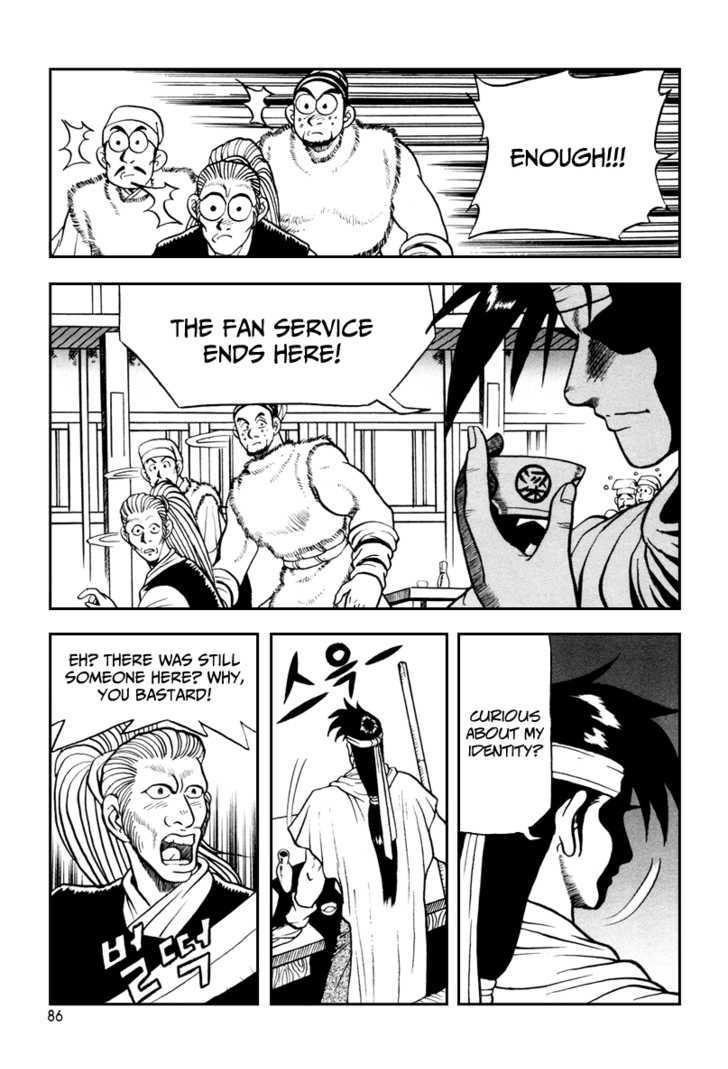 ENOUGH!!!
THE FAN SERVICE
ENDS HERE!
EH? THERE WAS STILL
SOMEONE HERE? WHY,
YOU BASTARD!
벌떡
스윽
CURIOUS
ABOUT MY
IDENTITY?
86